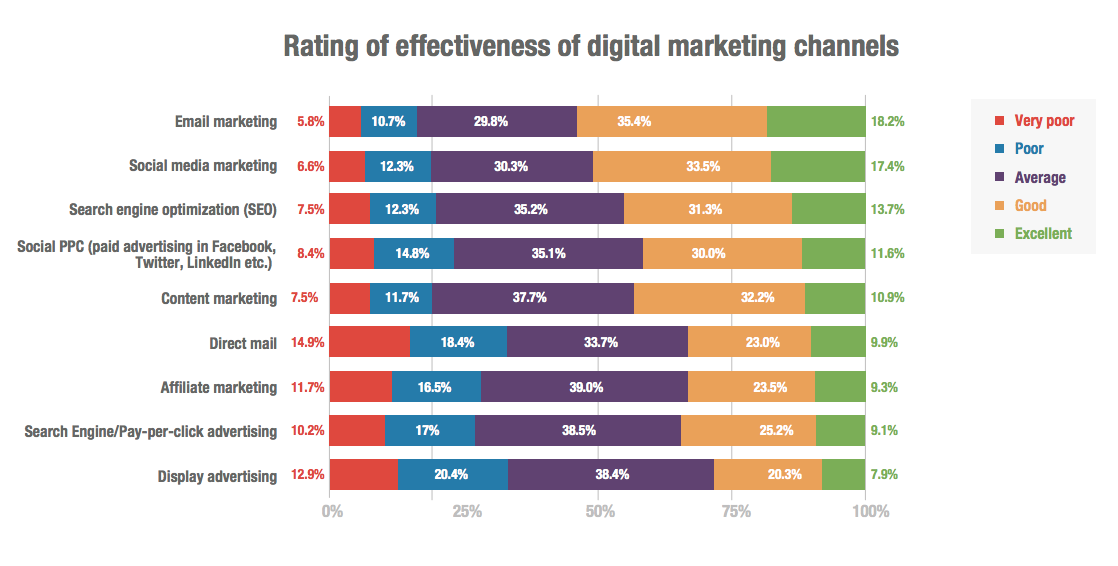 Rating of effectiveness of digital marketing channels
Email marketing 5.8% 10.7% 29.8% 35.4% 18.2%
Social media marketing 6.6% 12.3% 30.3% 33.5% 17.4%
Search engine optimization (SEO) 7.5% 12.3% 35.2% 31.3% 13.7%
Social PPC (paid advertising in Facebook,
Twitter, LinkedIn etc.) 8.4% 14.8% 35.1% 30.0% 11.6%
Content marketing 7.5% 11.7% 37.7% 32.2% 10.9%
Direct mail 14.9% 18.4% 33.7% 23.0% 9.9%
Affiliate marketing 11.7% 16.5% 39.0% 23.5% 9.3%
Search Engine/Pay-per-click advertising 10.2% 17% 38.5% 25.2% 9.1%
Display advertising 12.9% 20.4% 38.4% 20.3% 7.9%
0% 25% 50% 75% 100%
Very poor
Poor
Average
Good
Excellent